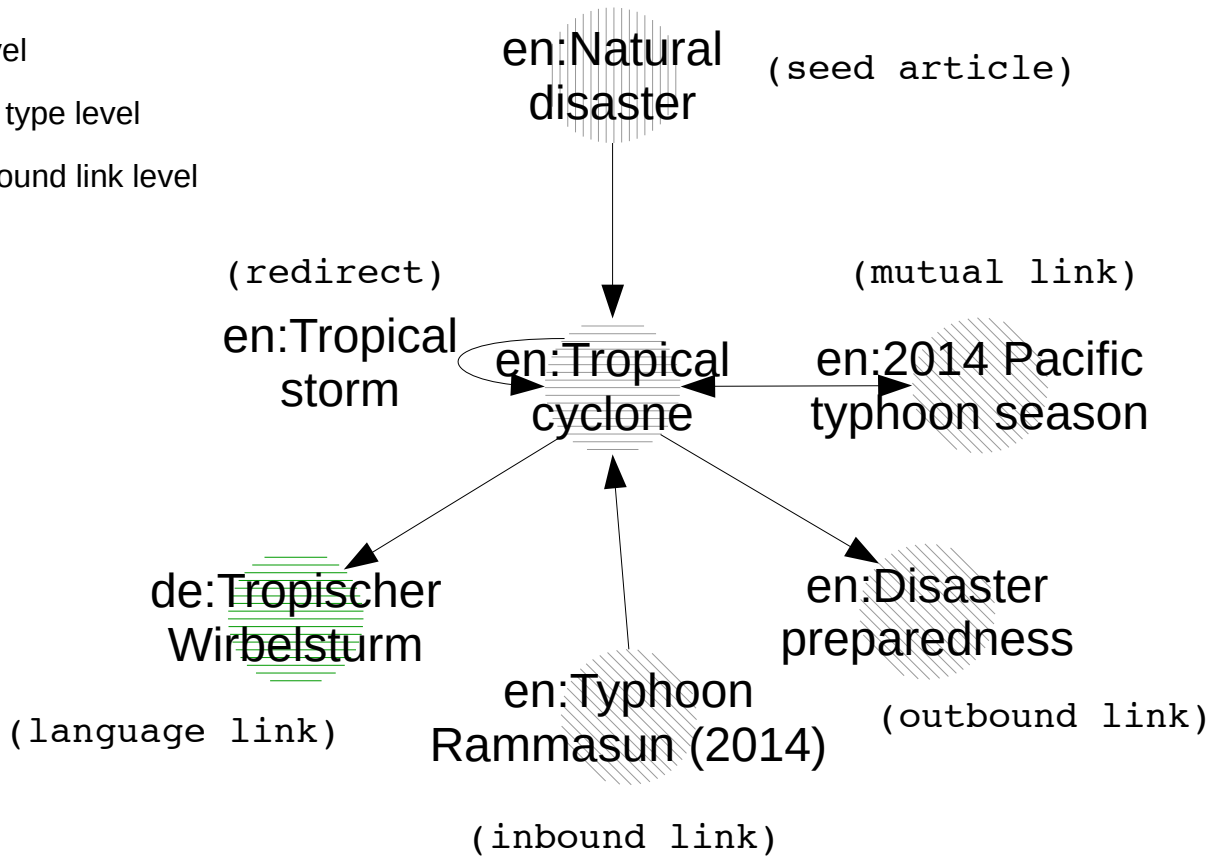 en:Natural
disaster
(seed article)
type level
link level
(redirect)
(mutual link)
en:Tropical
storm
en:Tropical
cyclone
en:2014 Pacific
typhoon season
de:Tropischer
Wirbelsturm
(language link)
en:Typhoon
Rammasun (2014)
(inbound link)
en:Disaster
preparedness
(outbound link)